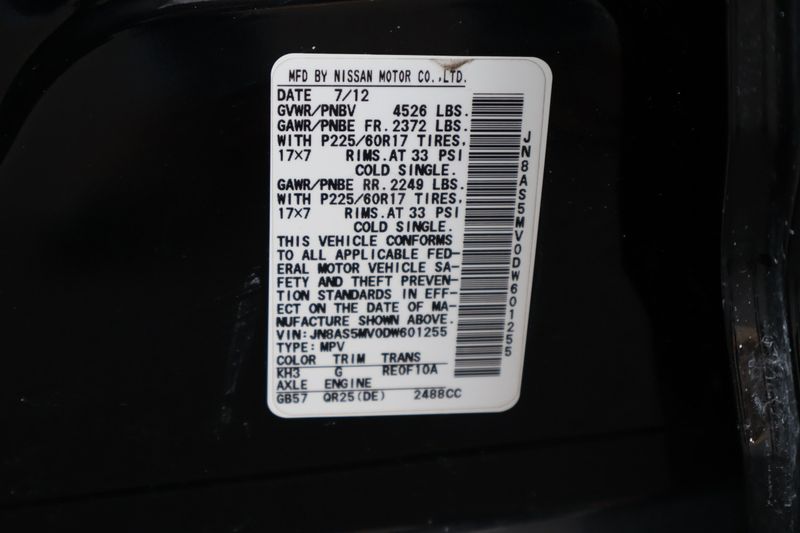 MFD BY NISSAN MOTOR CO.,LTD.
DATE 7/12
GVWR/PNBV 4526 LBS.
GAWR/PNBE FR. 2372 LBS.
WITH P225/60R17 TIRES,
17×7 RIMS.AT 33 PSI
COLD SINGLE.
GAWR/PNBE RR. 2249 LBS.
WITH P225/60R17 TIRES,
17×7 RIMS.AT 33 PSI
COLD SINGLE.
THIS VEHICLE CONFORMS
TO ALL APPLICABLE FED-
ERAL MOTOR VEHICLE SA-
FETY AND THEFT PREVEN-
TION STANDARDS IN EFF-
ECT ON THE DATE OF MA-
NUFACTURE SHOWN ABOVE.
VIN: JN8AS5MV0DW601255
TYPE: MPV
COLOR TRIM TRANS
KH3 G RE0F10A
AXLE ENGINE
GB57 QR25(DE) 2488CC
JN8AS5MV0DW601255